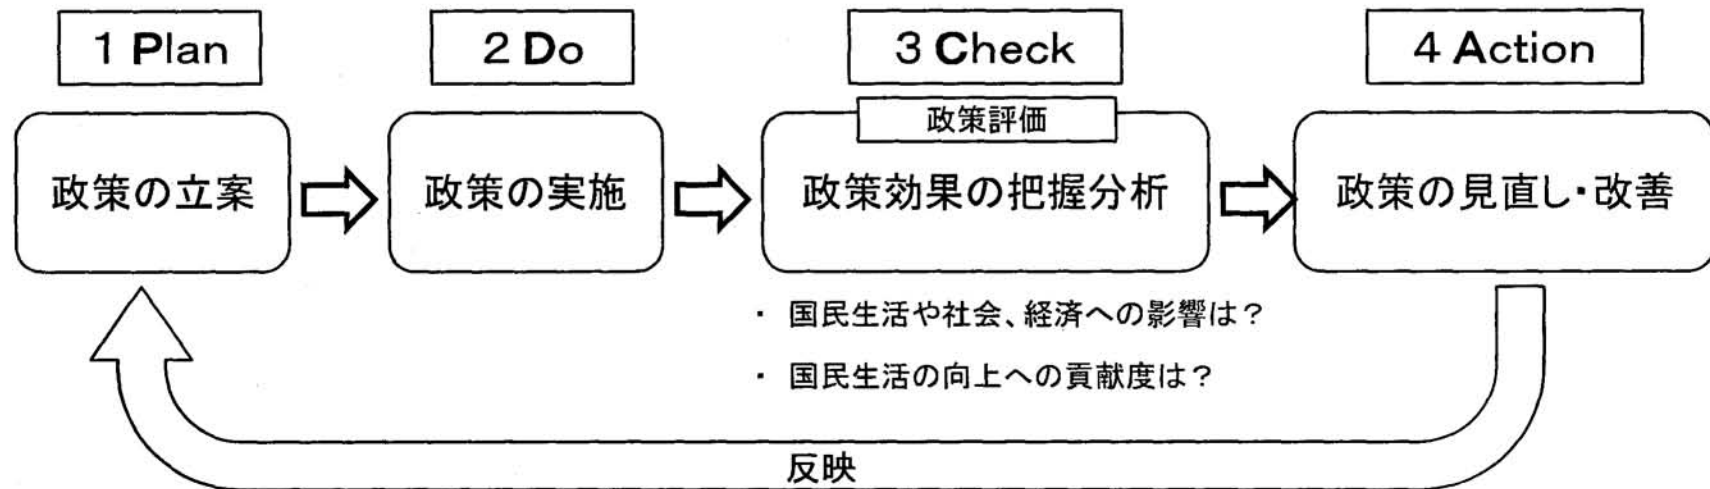 1 Plan
2 Do
3 Check
4 Action
政策評価
政策の立案
政策の実施
政策効果の把握分析
政策の見直し・改善
・ 国民生活や社会、経済への影響は？
・ 国民生活の向上への貢献度は？
反映